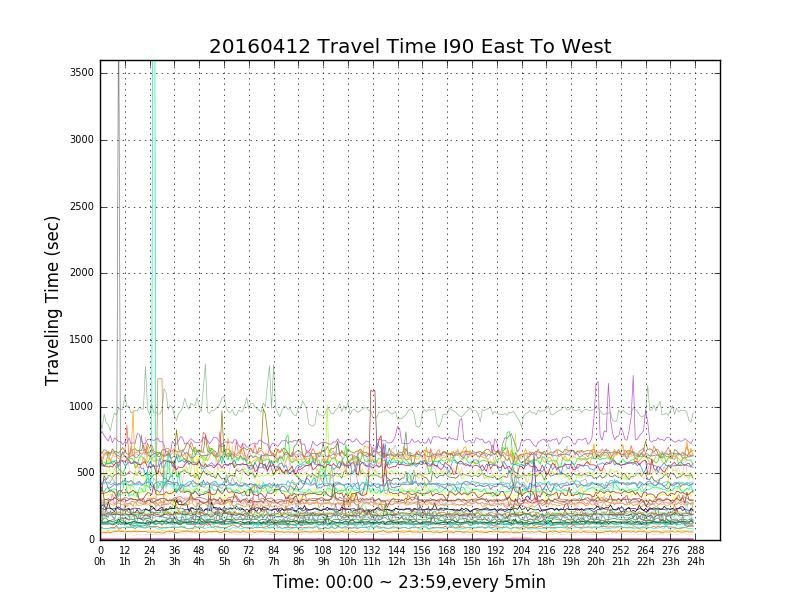 20160412 Travel Time I90 East To West
Traveling Time (sec)
3500
3000
2500
2000
1500
1000
500
0
0 12 24 36 48 60 72 84 96 108 120 132 144 156 168 180 192 204 216 228 240 252 264 276 288
0h 1h 2h 3h 4h 5h 6h 7h 8h 9h 10h 11h 12h 13h 14h 15h 16h 17h 18h 19h 20h 21h 22h 23h 24h
Time: 00:00 ~ 23:59,every 5min